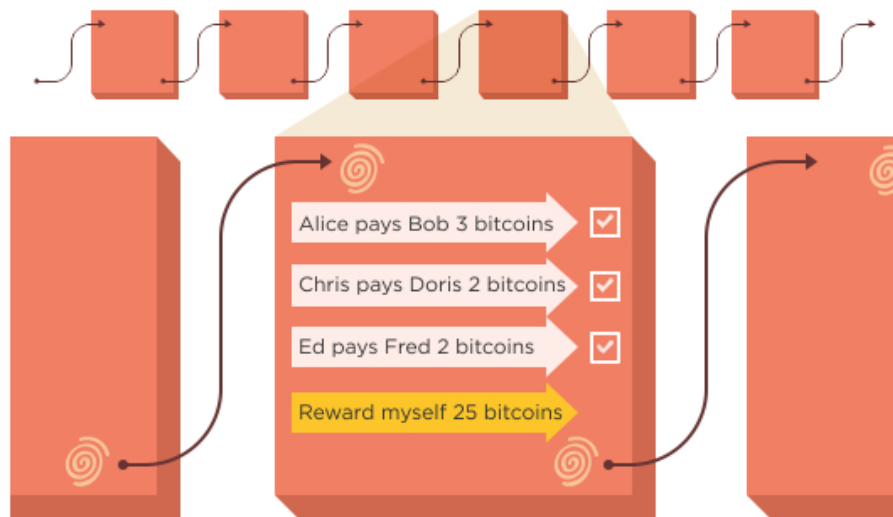 Alice pays Bob 3 bitcoins
Chris pays Doris 2 bitcoins
Ed pays Fred 2 bitcoins
Reward myself 25 bitcoins